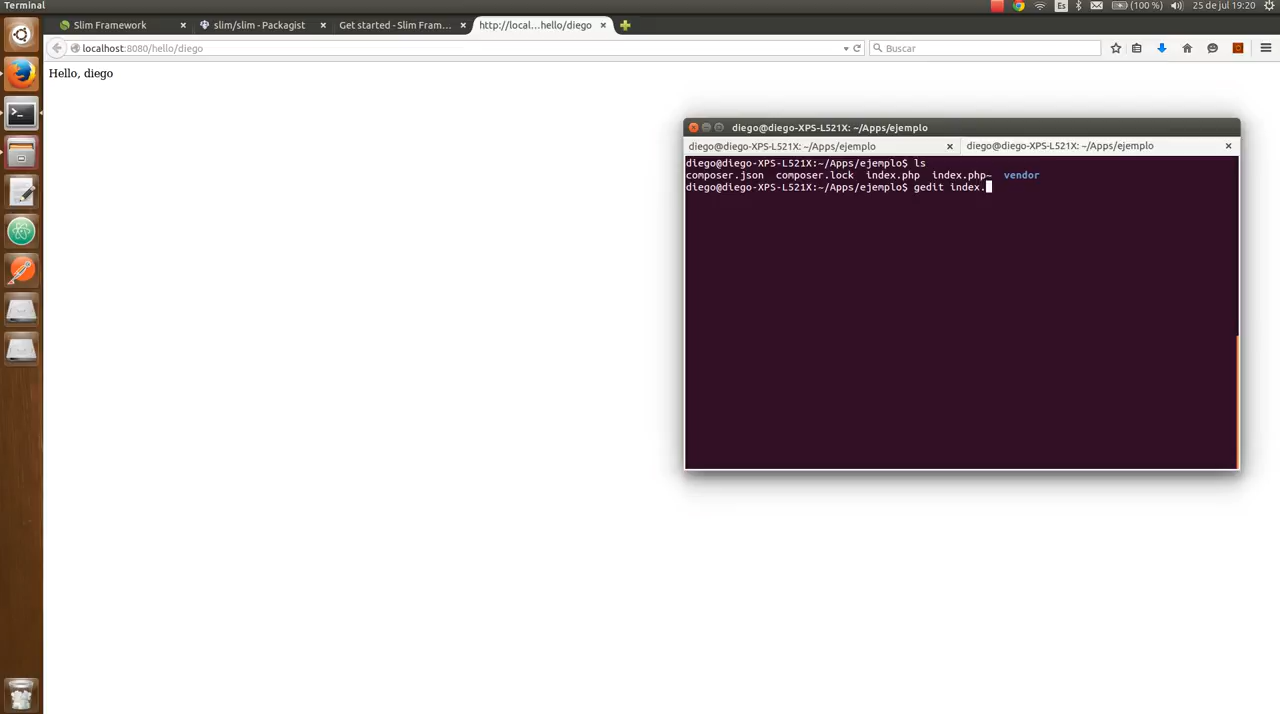 Terminal
Es
(100 %)
25 de jul 19:20
Slim Framework
slim/slim - Packagist
Get started - Slim Fram...
http://local...hello/diego
localhost:8080/hello/diego
Buscar
Hello, diego
diego@diego-XPS-L521X: ~/Apps/ejemplo
diego@diego-XPS-L521X: ~/Apps/ejemplo
diego@diego-XPS-L521X: ~/Apps/ejemplo
diego@diego-XPS-L521X:~/Apps/ejemplo$ ls
composer.json composer.lock index.php index.php~ vendor
diego@diego-XPS-L521X:~/Apps/ejemplo$ gedit index.